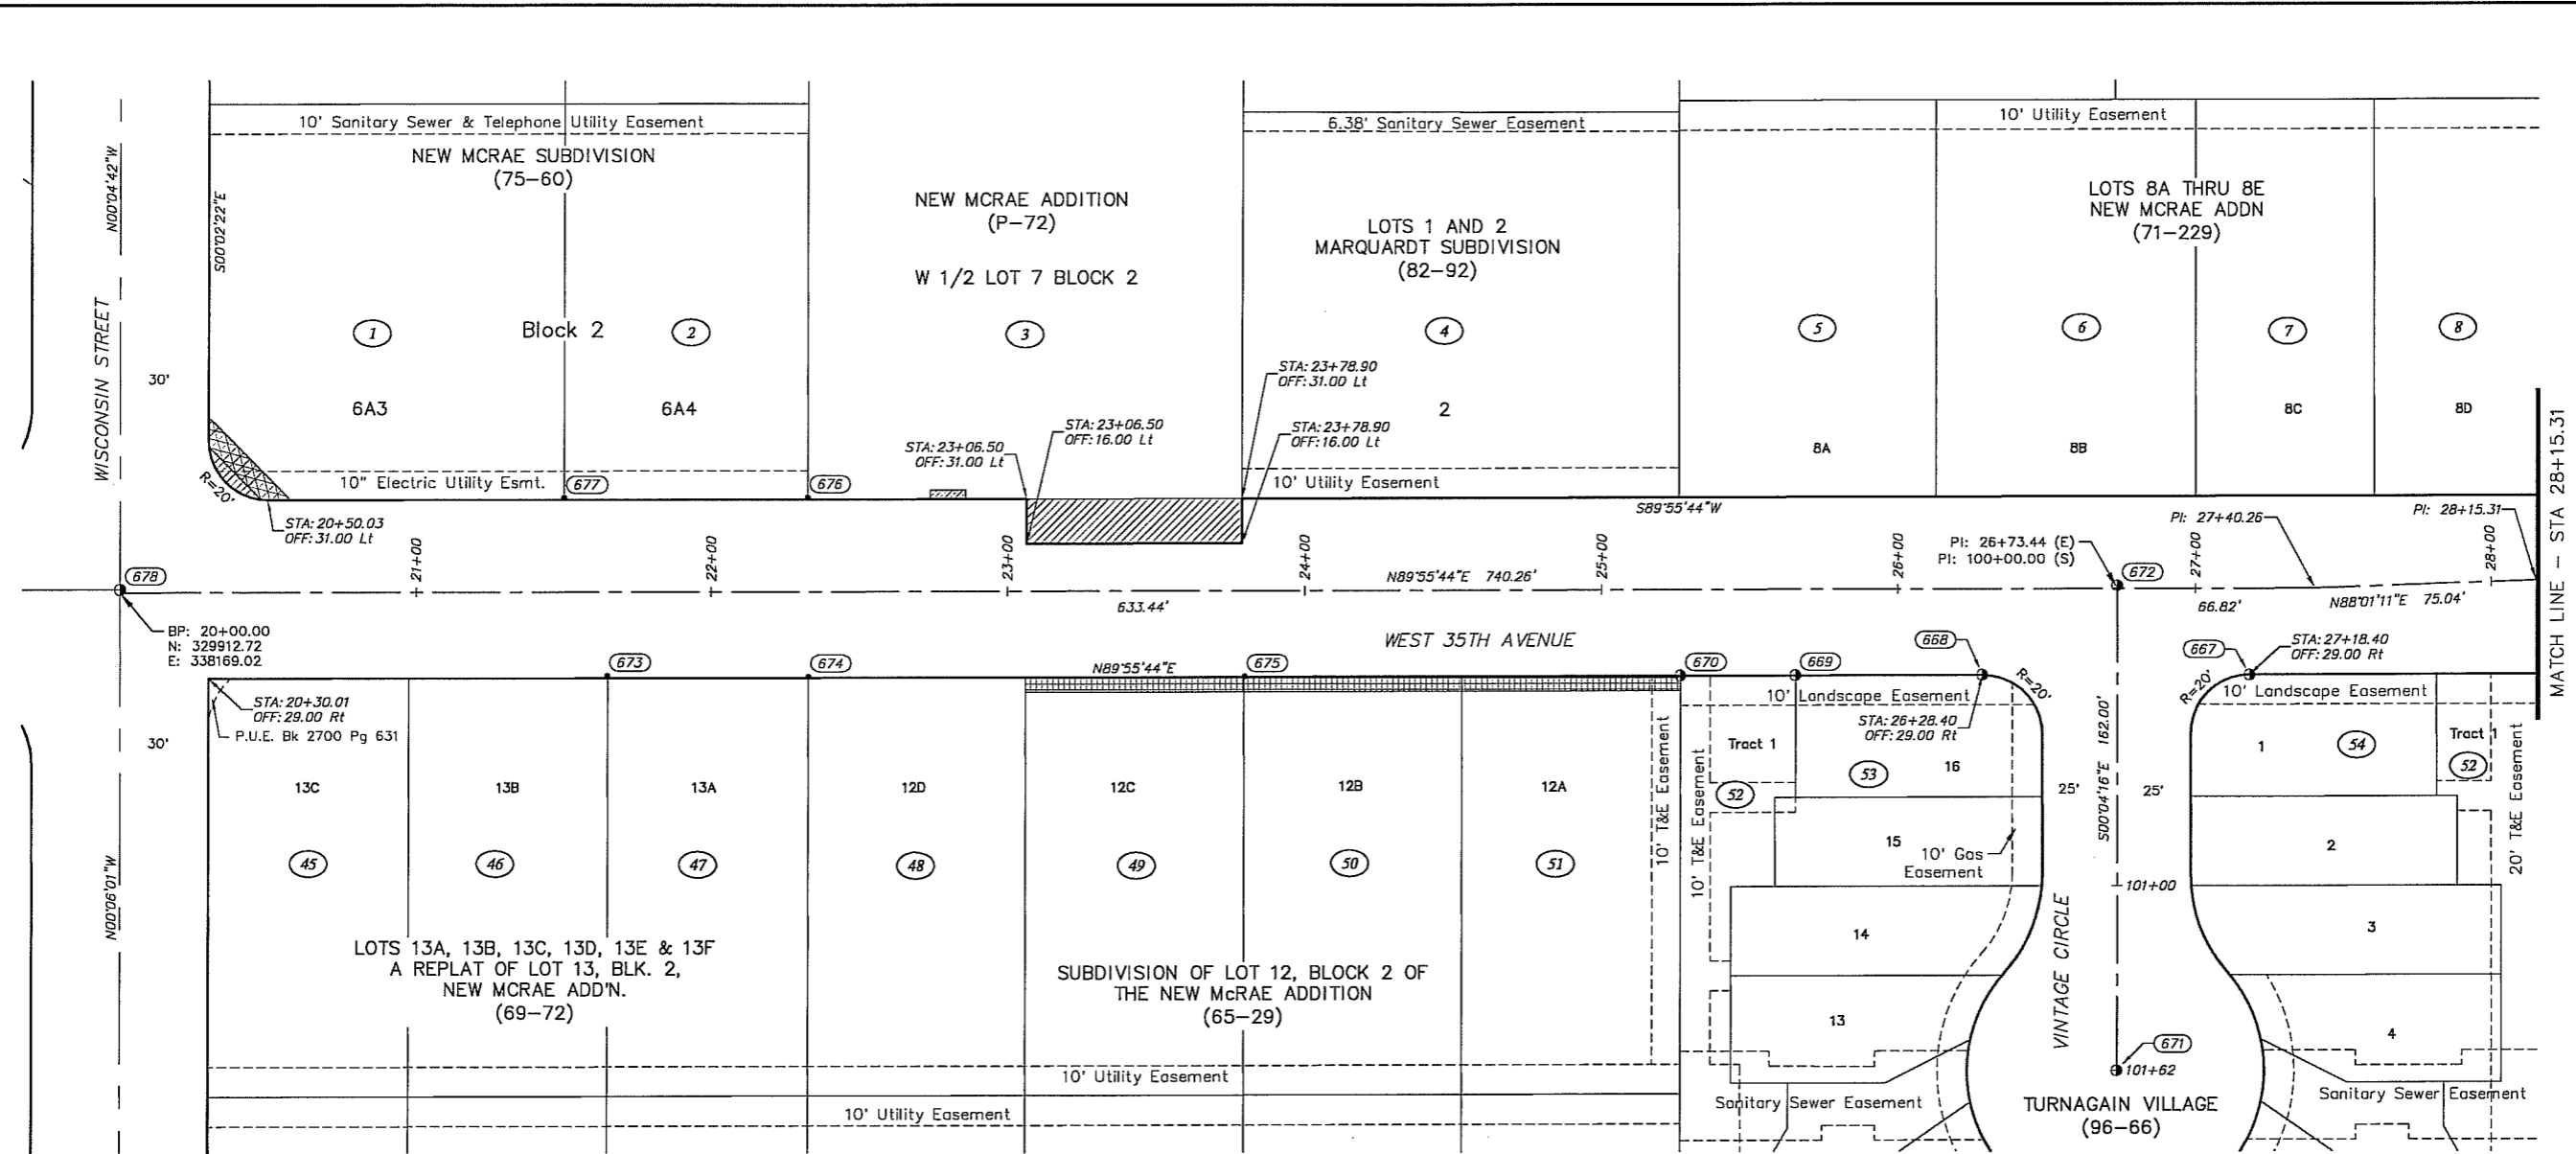 10' Sanitary Sewer & Telephone Utility Easement
NEW MCRAE SUBDIVISION
(75-60)
N00°04'42"W
S00°02'22"E
WISCONSIN STREET
30'
1
Block 2
2
6A3
6A4
R=20'
10" Electric Utility Esmt.
677
676
STA: 20+50.03
OFF: 31.00 Lt
NEW MCRAE ADDITION
(P-72)
W 1/2 LOT 7 BLOCK 2
3
STA: 23+06.50
OFF: 31.00 Lt
STA: 23+06.50
OFF: 16.00 Lt
6.38' Sanitary Sewer Easement
LOTS 1 AND 2
MARQUARDT SUBDIVISION
(82-92)
4
STA: 23+78.90
OFF: 31.00 Lt
2
STA: 23+78.90
OFF: 16.00 Lt
10' Utility Easement
10' Utility Easement
LOTS 8A THRU 8E
NEW MCRAE ADDN
(71-229)
5
6
7
8
8A
8B
8C
8D
S89°55'44"W
PI: 27+40.26
PI: 28+15.31
PI: 26+73.44 (E)
PI: 100+00.00 (S)
672
MATCH LINE - STA 28+15.31
678
21+00
22+00
23+00
24+00
25+00
26+00
27+00
28+00
N89°55'44"E 740.26'
633.44'
66.82'
N88°01'11"E 75.04'
BP: 20+00.00
N: 329912.72
E: 338169.02
WEST 35TH AVENUE
673
674
N89°55'44"E
675
670
669
668
667
STA: 27+18.40
OFF: 29.00 Rt
STA: 20+30.01
OFF: 29.00 Rt
P.U.E. Bk 2700 Pg 631
30'
N00°06'01"W
13C
13B
13A
12D
12C
12B
12A
45
46
47
48
49
50
51
LOTS 13A, 13B, 13C, 13D, 13E & 13F
A REPLAT OF LOT 13, BLK. 2,
NEW MCRAE ADD'N.
(69-72)
SUBDIVISION OF LOT 12, BLOCK 2 OF
THE NEW McRAE ADDITION
(65-29)
10' Utility Easement
10' Utility Easement
10' T&E Easement
10' T&E Easement
10' Landscape Easement
R=20'
STA: 26+28.40
OFF: 29.00 Rt
Tract 1
52
53
16
15
10' Gas
Easement
14
13
Sanitary Sewer Easement
25'
S00°04'16"E 162.00'
25'
VINTAGE CIRCLE
101+00
671
101+62
TURNAGAIN VILLAGE
(96-66)
R=20'
10' Landscape Easement
1
54
Tract 1
52
20' T&E Easement
2
3
4
Sanitary Sewer Easement